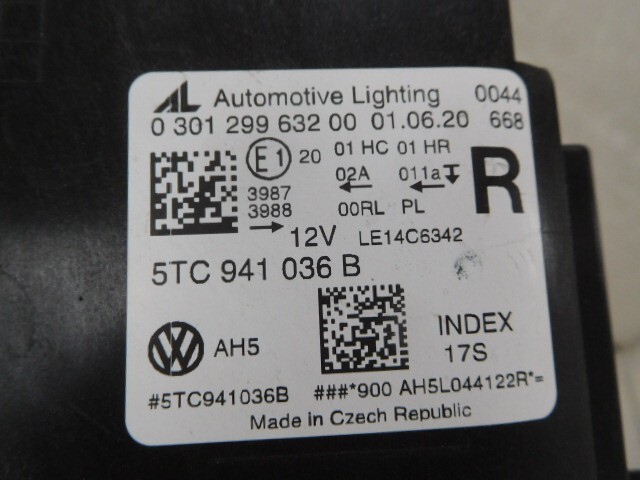 AL Automotive Lighting 0044
0 301 299 632 00 01.06.20 668
E1 20 01 HC 01 HR
02A ← 011a
3987
3988 → 00RL PL R
12V LE14C6342
5TC 941 036 B
VW AH5 INDEX
17S
#5TC941036B ###*900 AH5L044122R*=
Made in Czech Republic